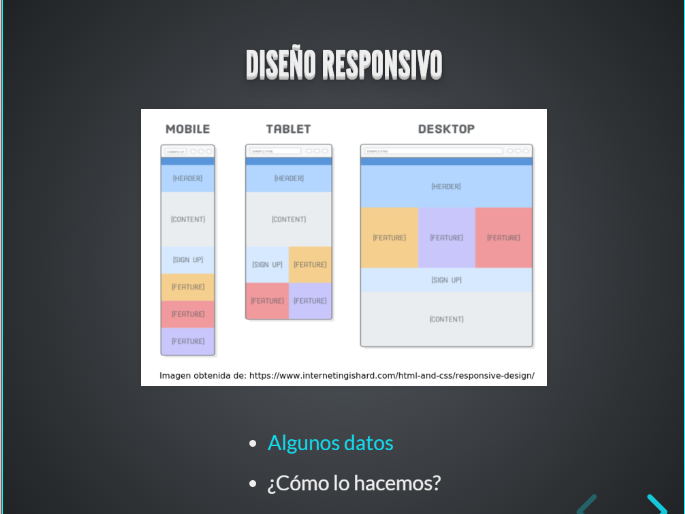 DISEÑO RESPONSIVO
MOBILE TABLET DESKTOP
[HEADER] [HEADER] [HEADER]
[CONTENT] [CONTENT] [FEATURE] [FEATURE] [FEATURE]
[SIGN UP] [SIGN UP] [FEATURE] [SIGN UP]
[FEATURE]
[FEATURE] [FEATURE] [FEATURE] [CONTENT]
[FEATURE]
Imagen obtenida de: https://www.internetingishard.com/html-and-css/responsive-design/
Algunos datos
¿Cómo lo hacemos?